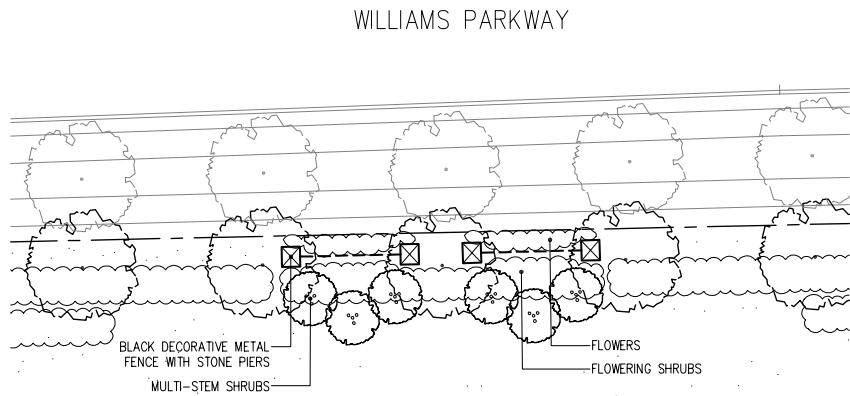 WILLIAMS PARKWAY
BLACK DECORATIVE METAL
FENCE WITH STONE PIERS
MULTI-STEM SHRUBS
FLOWERS
FLOWERING SHRUBS